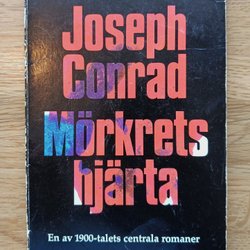 Joseph
Conrad
Mörkrets
hjärta
En av 1900-talets centrala romaner